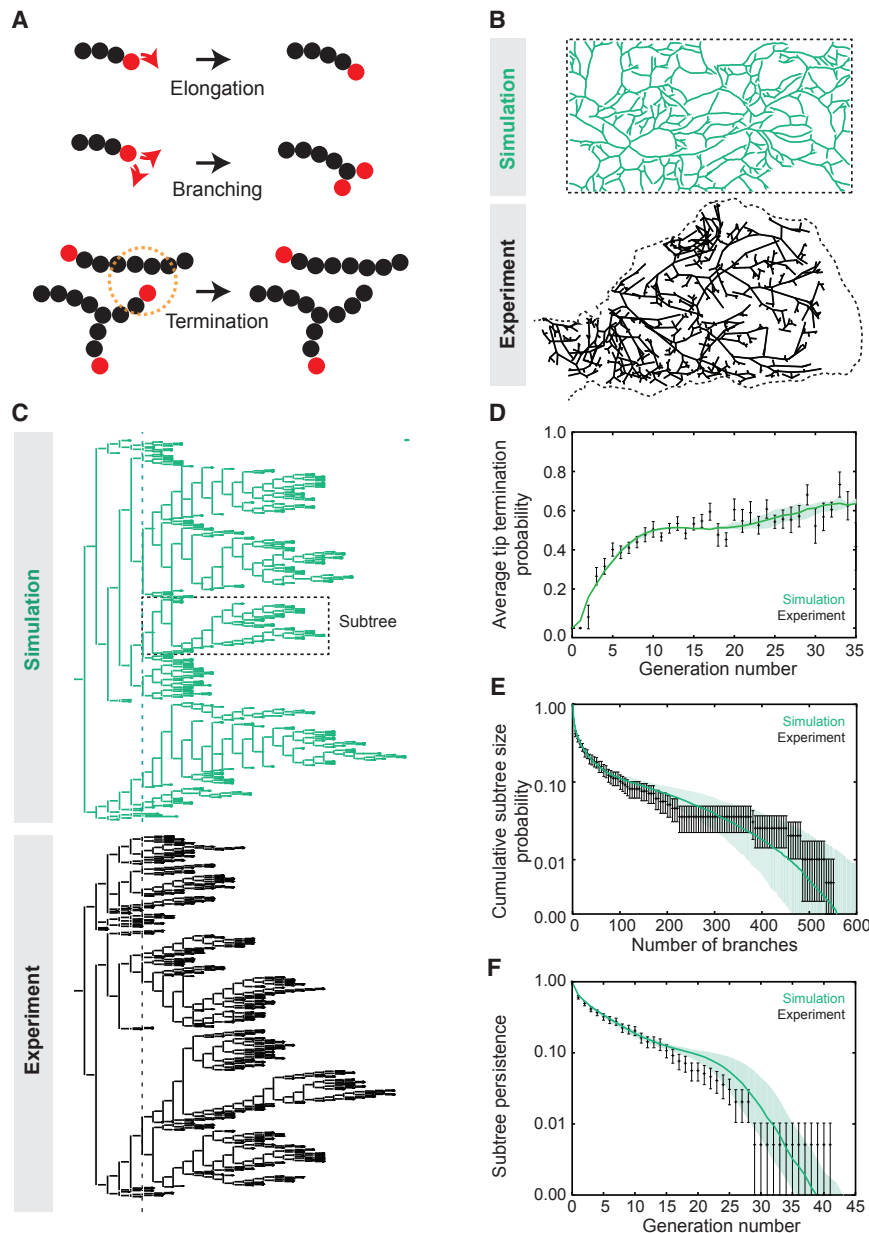 A
Elongation
Branching
Termination
B
Simulation
Experiment
C
Simulation
Subtree
Experiment
D
1.0
0.8
0.6
0.4
0.2
0.0
Average tip termination
probability
Simulation
Experiment
0 5 10 15 20 25 30 35
Generation number
E
1.00
0.10
0.01
0.00
Cumulative subtree size
probability
Simulation
Experiment
0 100 200 300 400 500 600
Number of branches
F
1.00
0.10
0.01
0.00
Subtree persistence
Simulation
Experiment
0 5 10 15 20 25 30 35 40 45
Generation number